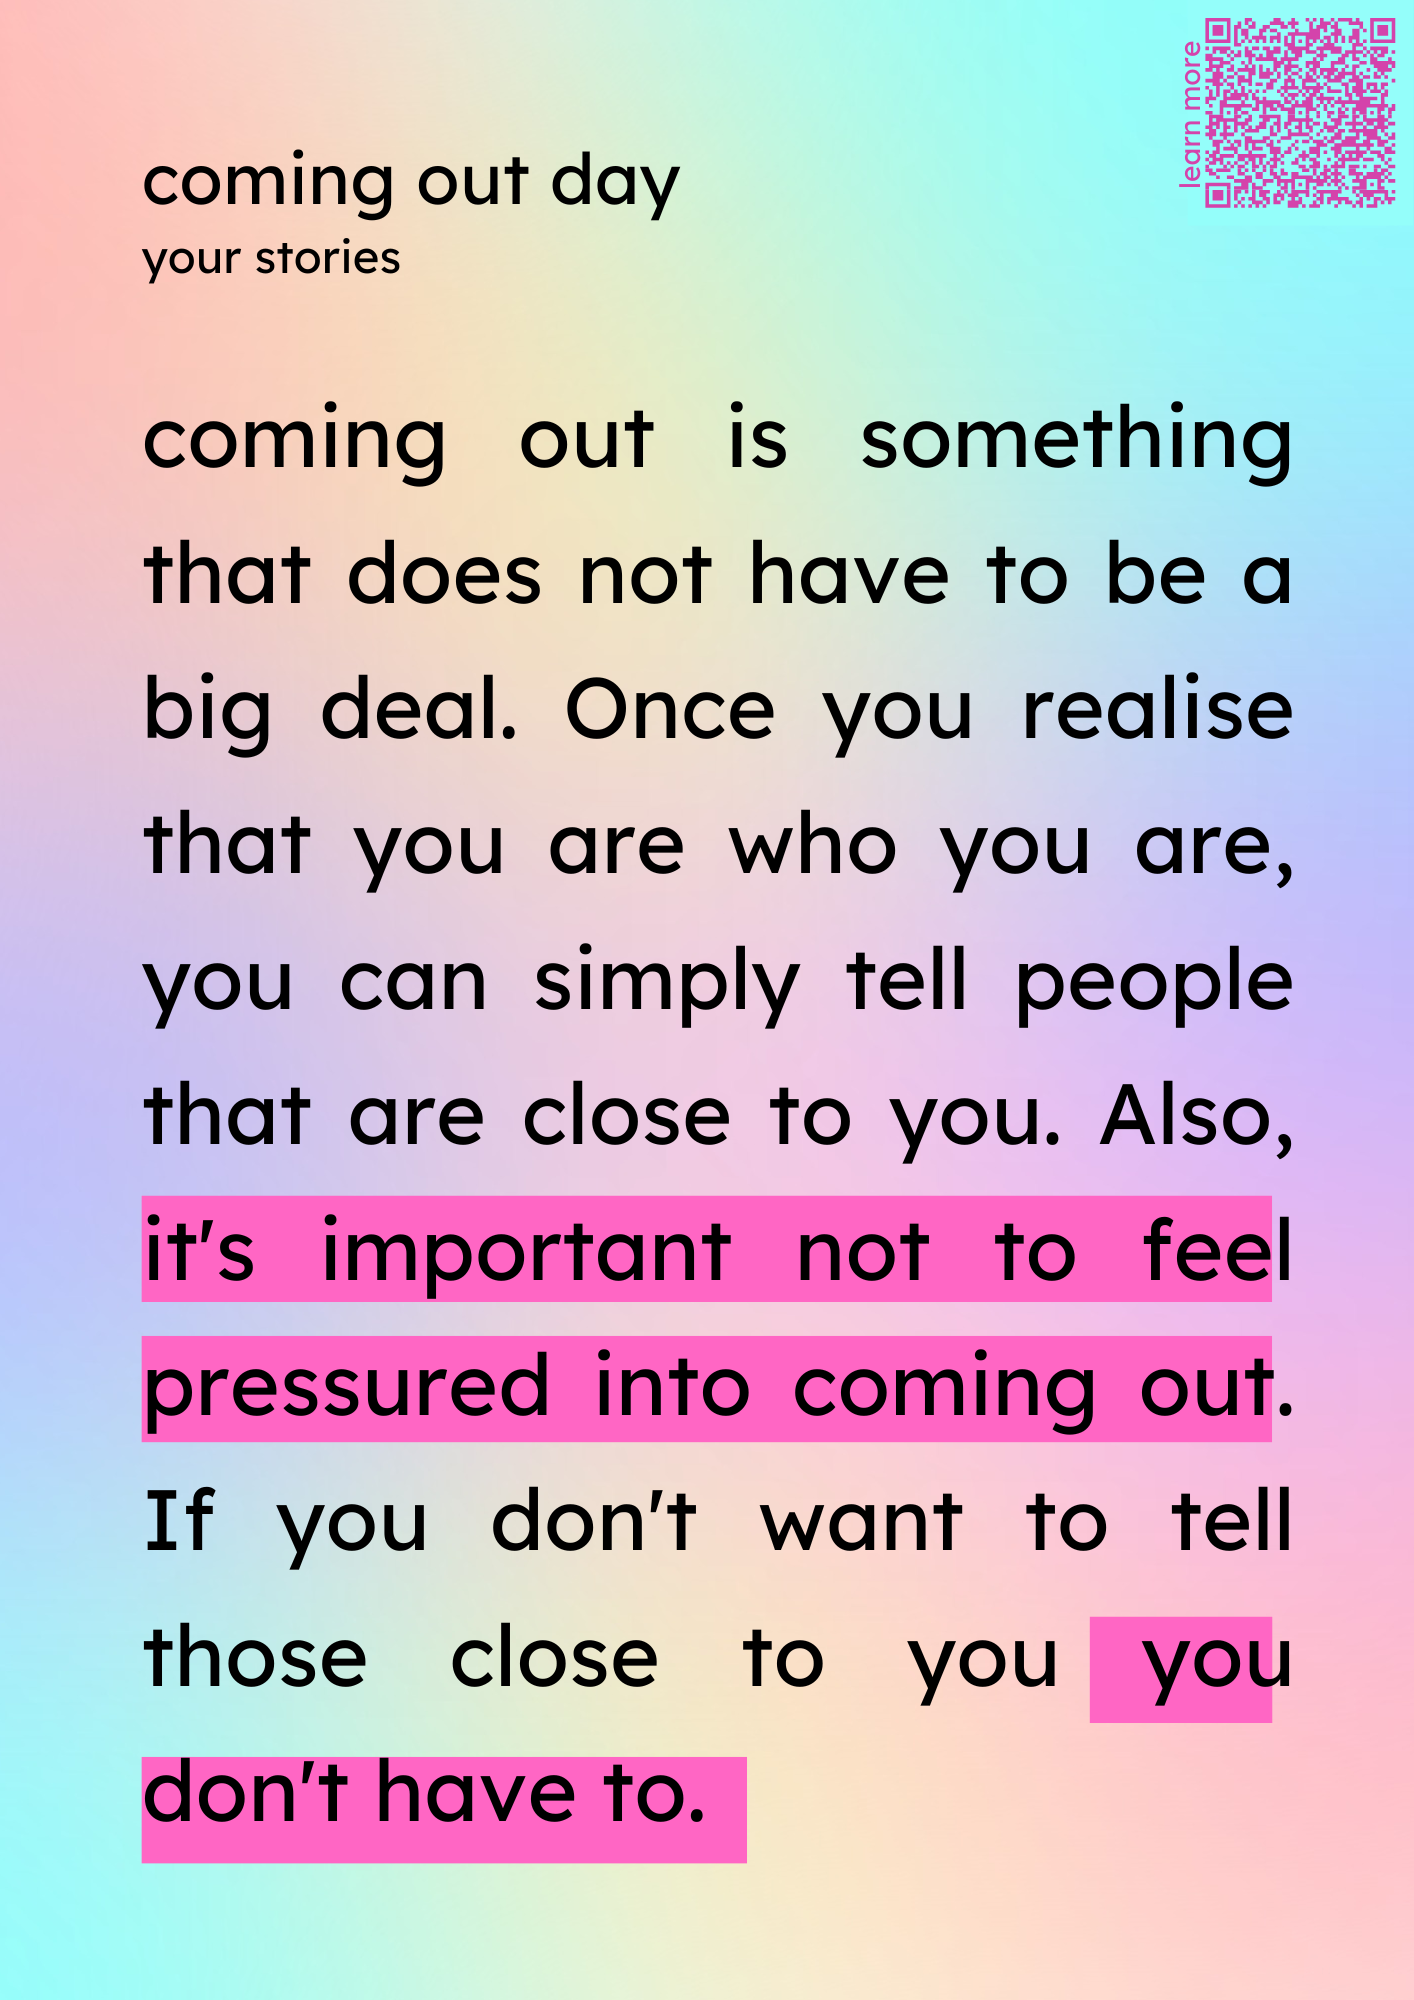 learn more
coming out day
your stories
coming out is something
that does not have to be a
big deal. Once you realise
that you are who you are,
you can simply tell people
that are close to you. Also,
it's important not to feel
pressured into coming out.
If you don't want to tell
those close to you you
don't have to.